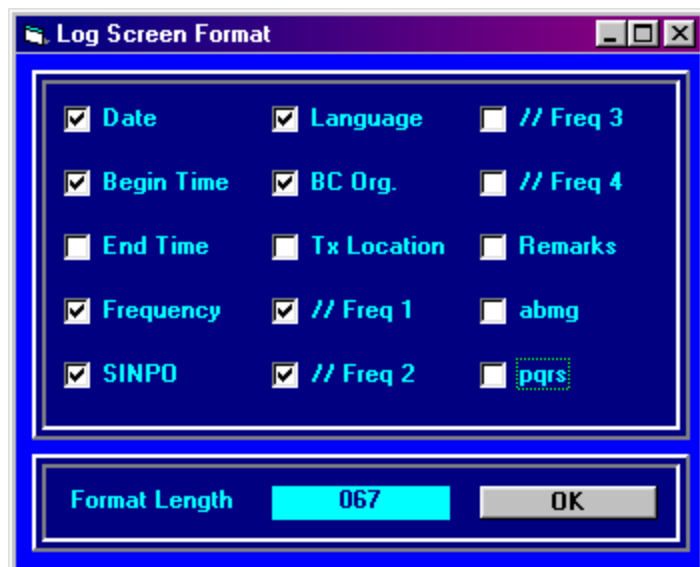 Log Screen Format
Date Language // Freq 3
Begin Time BC Org. // Freq 4
End Time Tx Location Remarks
Frequency // Freq 1 abmg
SINPO // Freq 2 pqrs
Format Length 067 OK